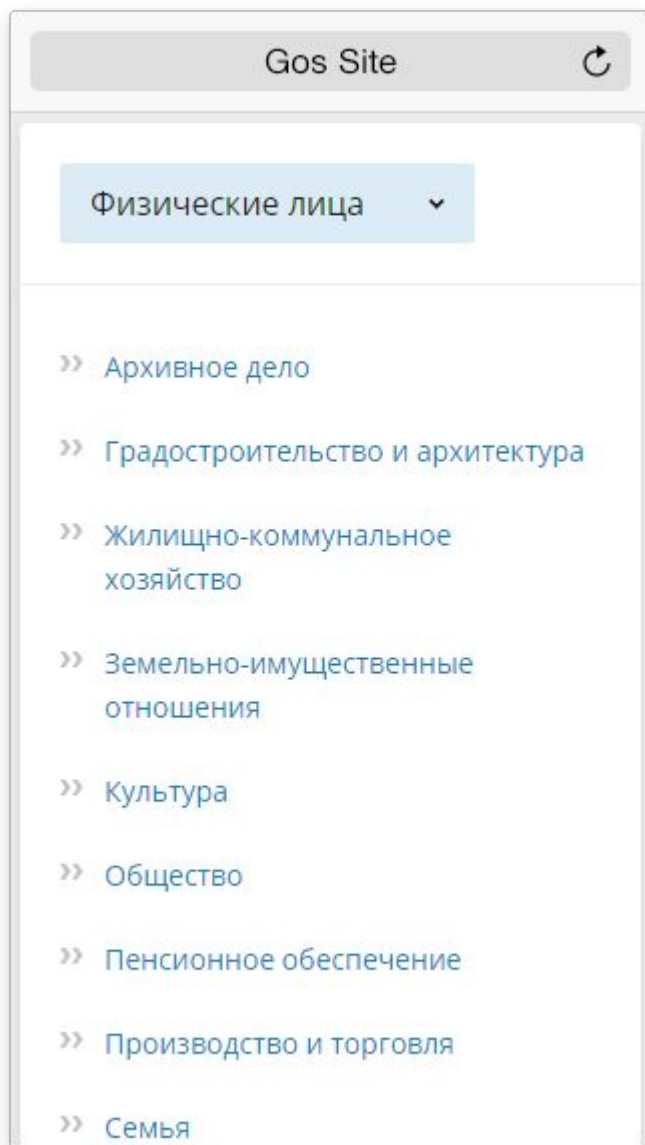 Gos Site
Физические лица
Архивное дело
Градостроительство и архитектура
Жилищно-коммунальное
хозяйство
Земельно-имущественные
отношения
Культура
Общество
Пенсионное обеспечение
Производство и торговля
Семья